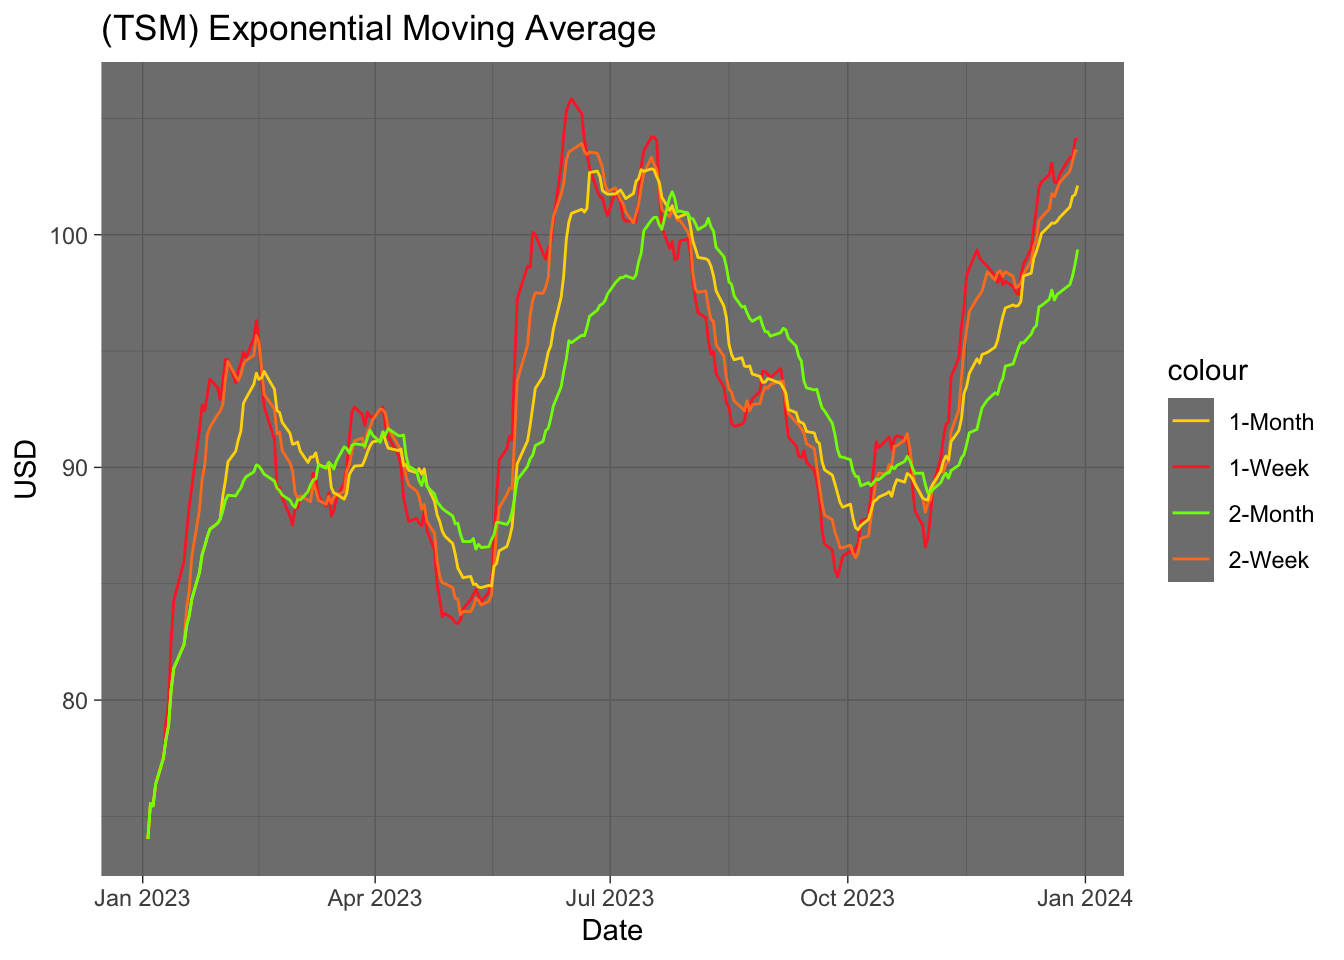 (TSM) Exponential Moving Average
USD
100
90
80
Jan 2023
Apr 2023
Jul 2023
Oct 2023
Jan 2024
Date
colour
1-Month
1-Week
2-Month
2-Week